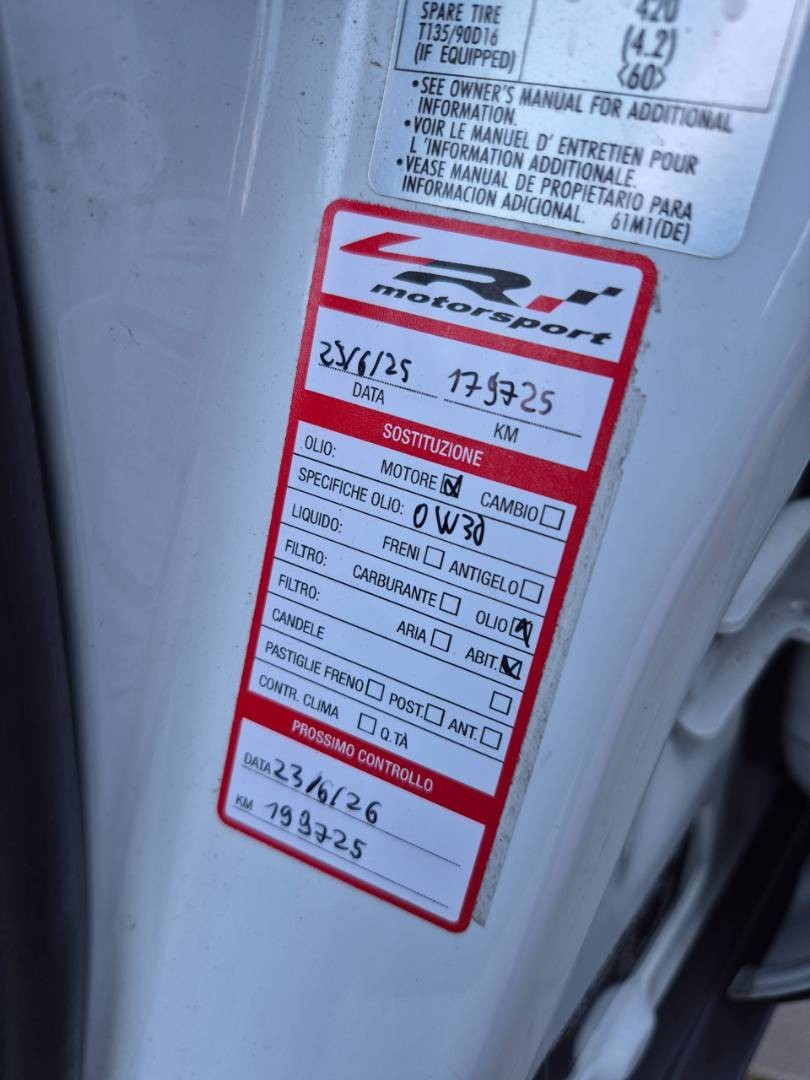 SPARE TIRE 420
T135/90D16 (4.2)
(IF EQUIPPED) <60>
•SEE OWNER'S MANUAL FOR ADDITIONAL
INFORMATION.
•VOIR LE MANUEL D' ENTRETIEN POUR
L 'INFORMATION ADDITIONALE.
•VEASE MANUAL DE PROPIETARIO PARA
INFORMACION ADICIONAL. 61M1(DE)
LR
motorsport
23/6/25 179725
DATA KM
SOSTITUZIONE
OLIO: MOTORE CAMBIO
SPECIFICHE OLIO: 0W30
LIQUIDO: FRENI ANTIGELO
FILTRO: CARBURANTE OLIO
FILTRO: ARIA ABIT.
CANDELE
PASTIGLIE FRENO POST. ANT.
CONTR. CLIMA Q.TÀ
PROSSIMO CONTROLLO
DATA 23/6/26
KM 199725